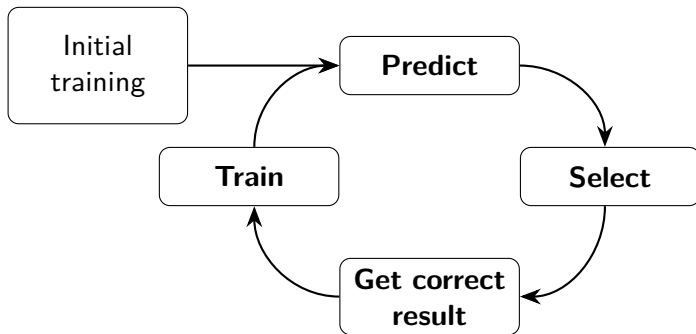 Initial
training
Predict
Train
Select
Get correct
result